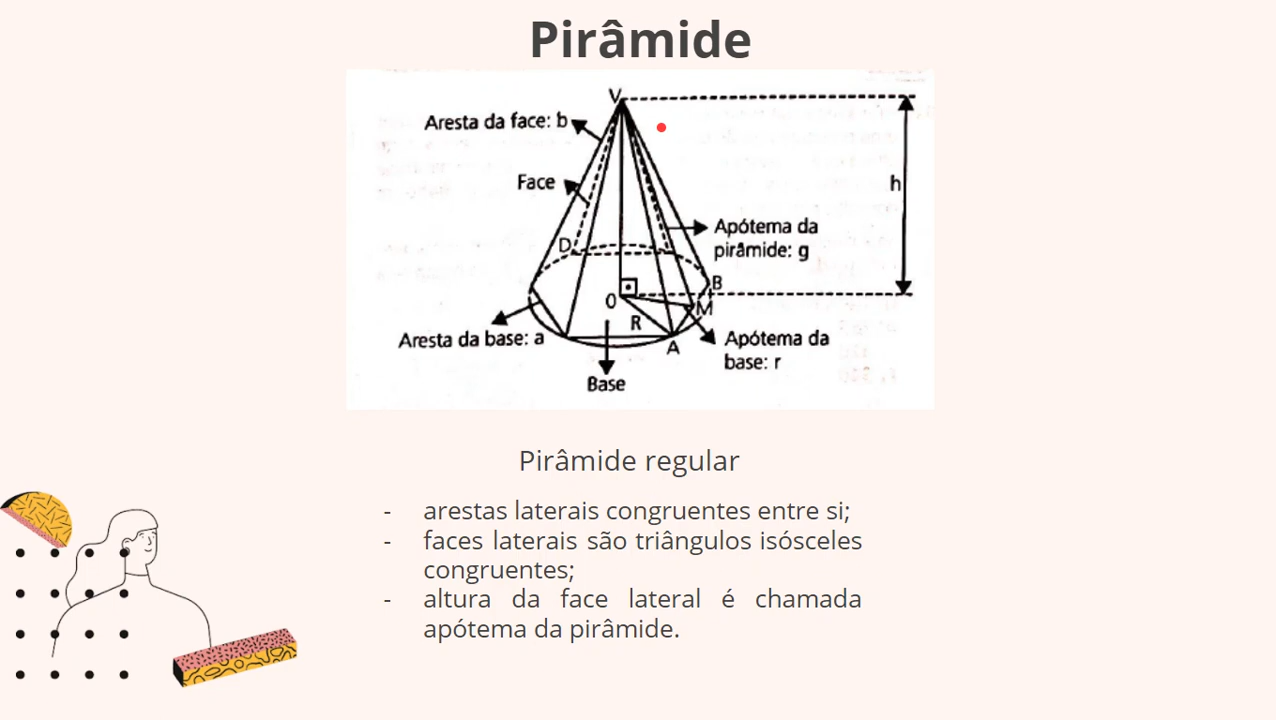 Pirâmide
V
Aresta da face: b
Face
h
Apótema da
pirâmide: g
D
B
O
M
R
Aresta da base: a
A
Apótema da
base: r
Base
Pirâmide regular
- arestas laterais congruentes entre si;
- faces laterais são triângulos isósceles
congruentes;
- altura da face lateral é chamada
apótema da pirâmide.